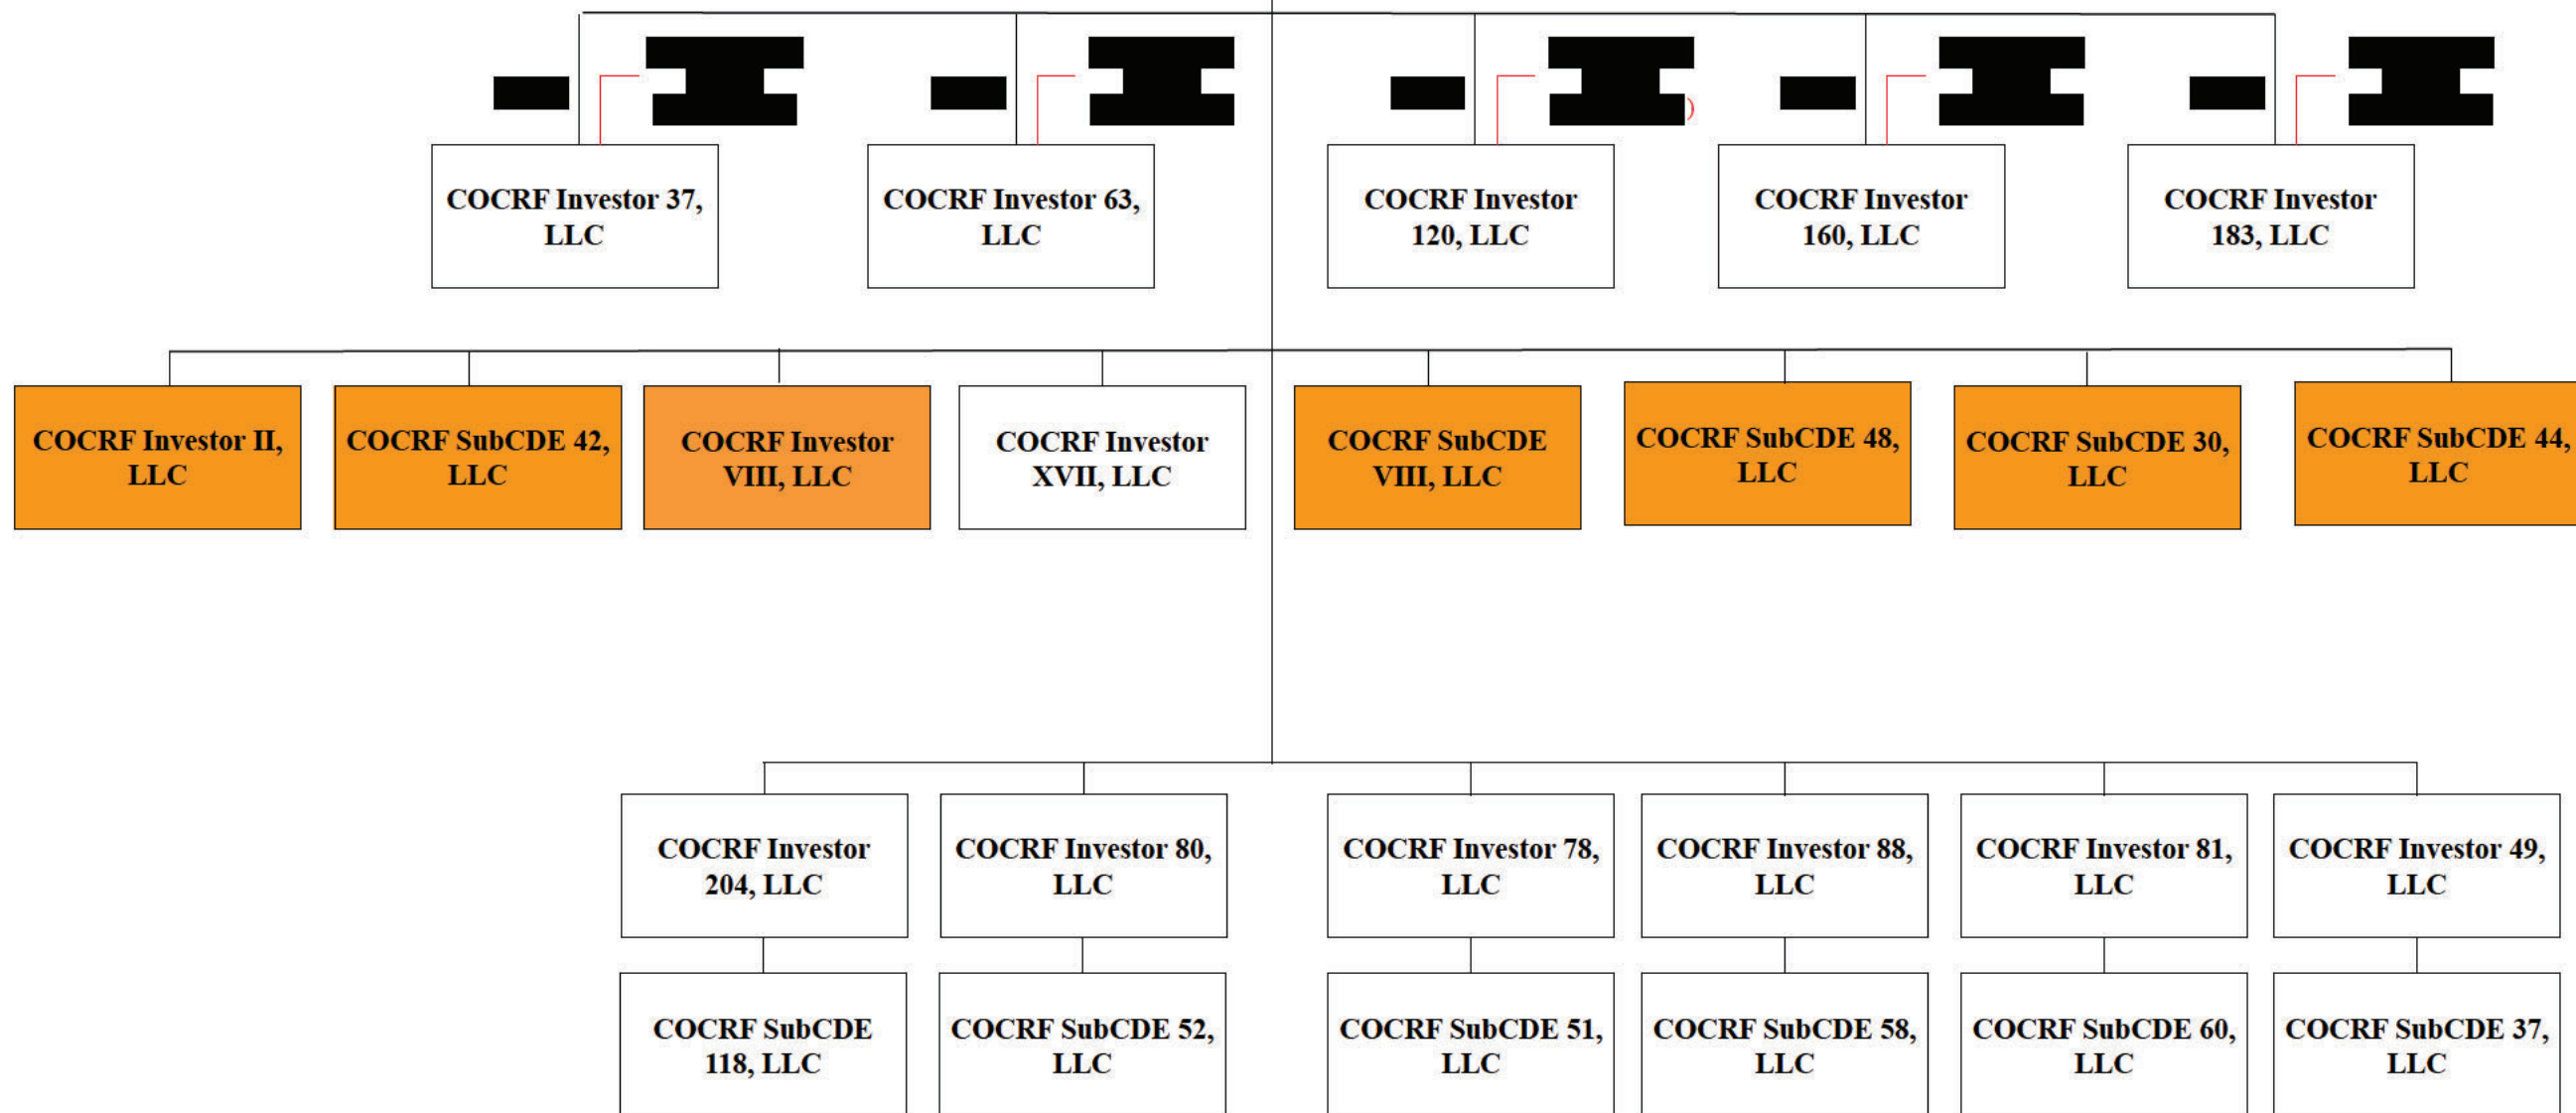 )
COCRF Investor 37,
LLC
COCRF Investor 63,
LLC
COCRF Investor
120, LLC
COCRF Investor
160, LLC
COCRF Investor
183, LLC
COCRF Investor II,
LLC
COCRF SubCDE 42,
LLC
COCRF Investor
VIII, LLC
COCRF Investor
XVII, LLC
COCRF SubCDE
VIII, LLC
COCRF SubCDE 48,
LLC
COCRF SubCDE 30,
LLC
COCRF SubCDE 44,
LLC
COCRF Investor
204, LLC
COCRF Investor 80,
LLC
COCRF Investor 78,
LLC
COCRF Investor 88,
LLC
COCRF Investor 81,
LLC
COCRF Investor 49,
LLC
COCRF SubCDE
118, LLC
COCRF SubCDE 52,
LLC
COCRF SubCDE 51,
LLC
COCRF SubCDE 58,
LLC
COCRF SubCDE 60,
LLC
COCRF SubCDE 37,
LLC